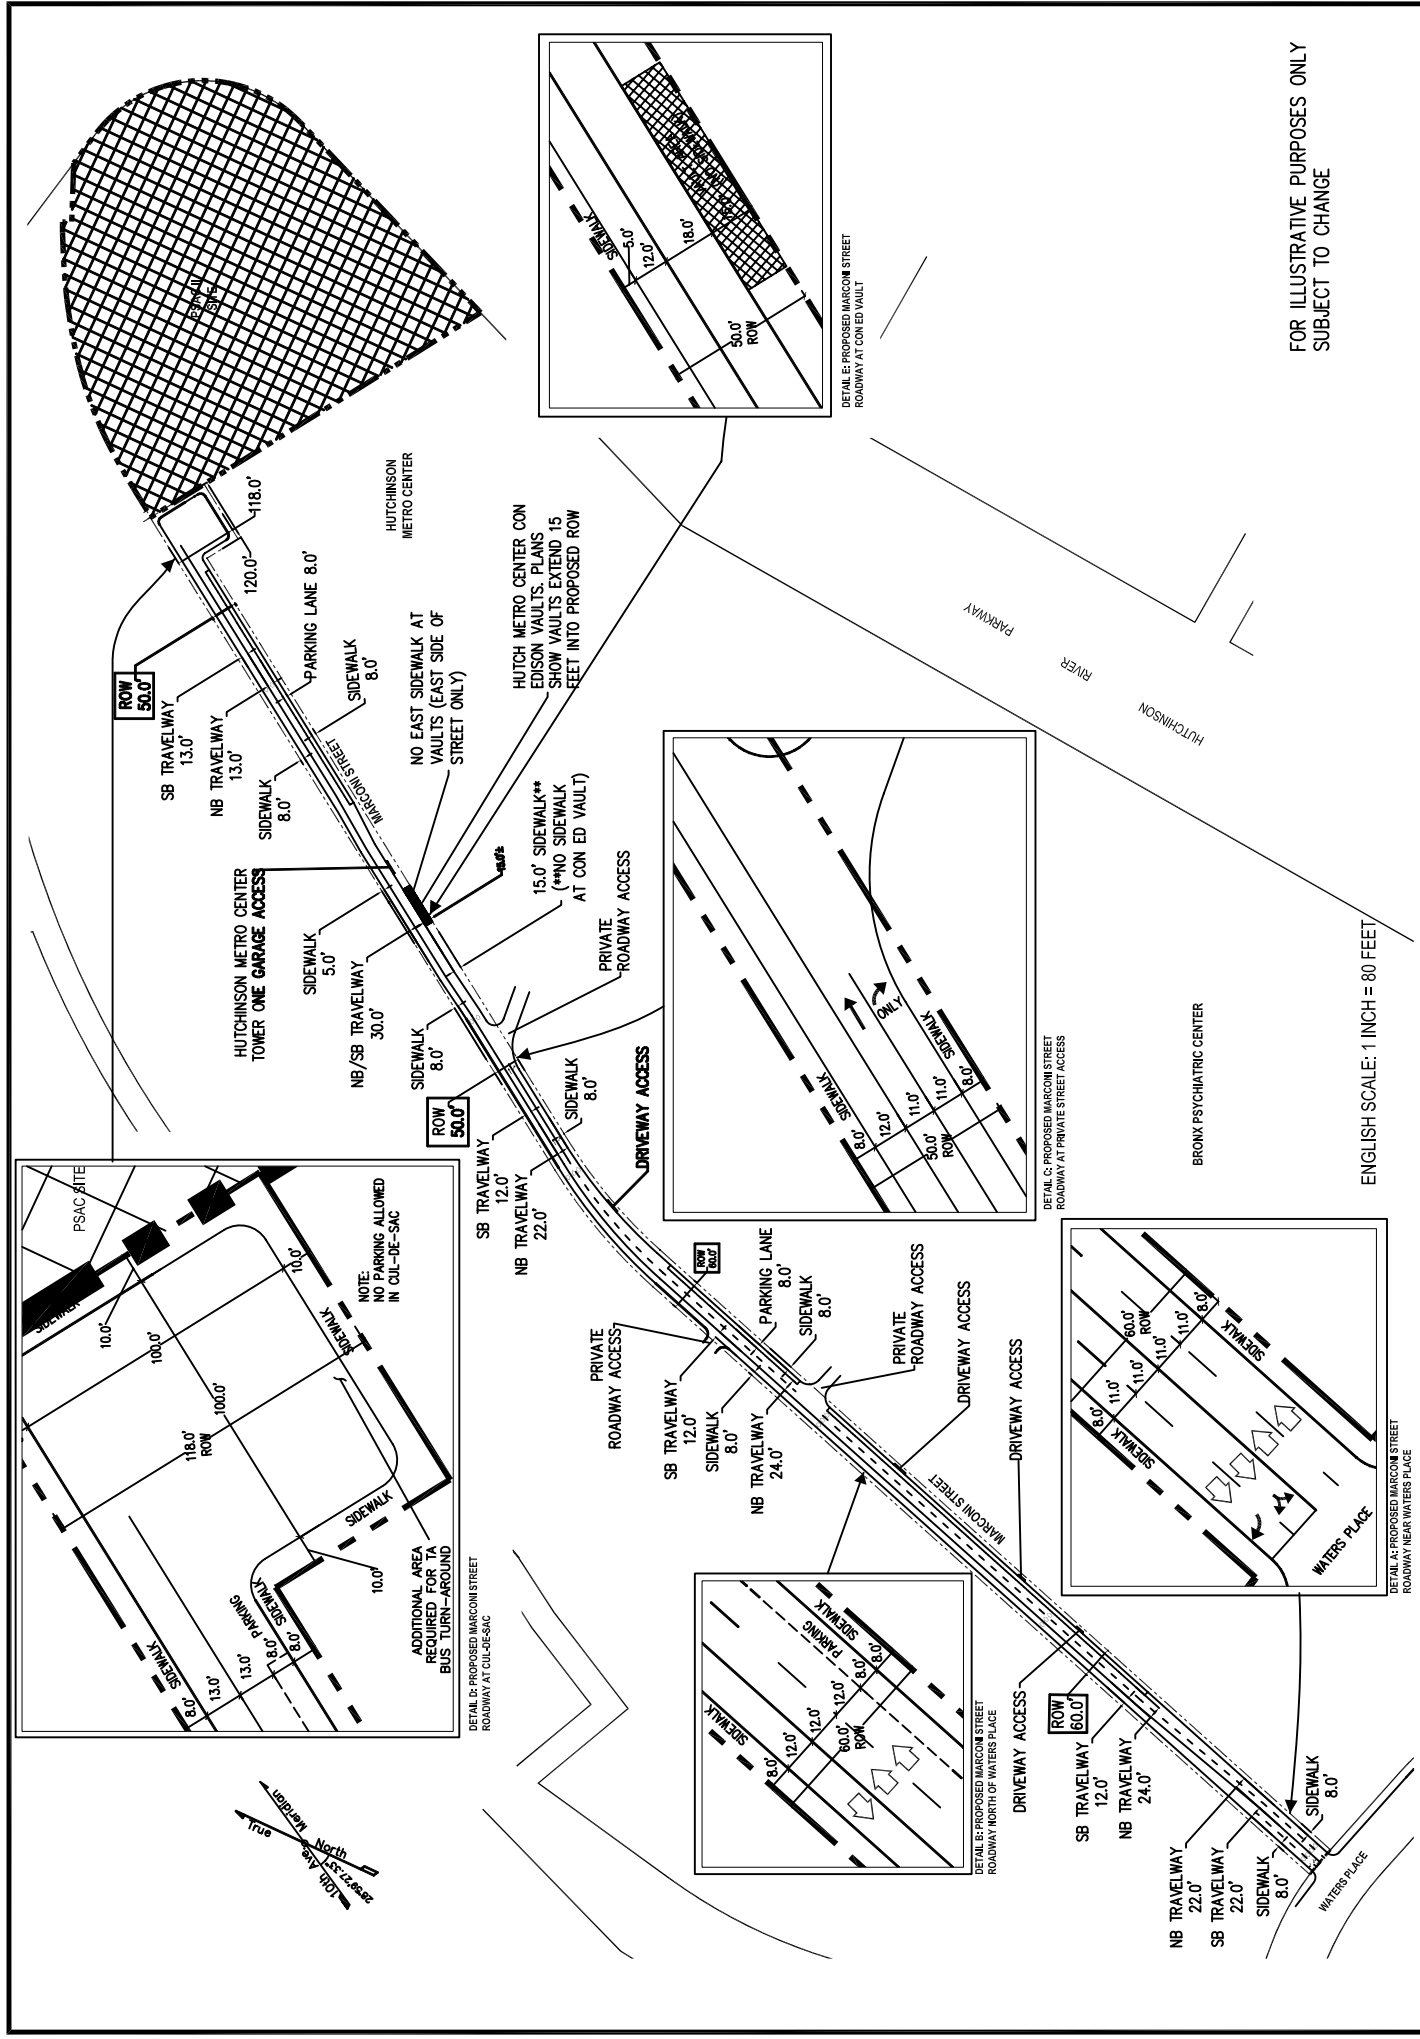 FOR ILLUSTRATIVE PURPOSES ONLY
SUBJECT TO CHANGE
SIDEWALK
5.0'
12.0'
18.0'
50.0'
ROW
DETAIL E: PROPOSED MARCONI STREET
ROADWAY AT CON ED VAULT
PSAC II
SITE
HUTCHINSON
METRO CENTER
118.0'
120.0'
PARKING LANE 8.0'
SIDEWALK
8.0'
ROW
50.0'
SB TRAVELWAY
13.0'
NB TRAVELWAY
13.0'
SIDEWALK
8.0'
MARCONI STREET
NO EAST SIDEWALK AT
VAULTS (EAST SIDE OF
STREET ONLY)
HUTCH METRO CENTER CON
EDISON VAULTS. PLANS
SHOW VAULTS EXTEND 15
FEET INTO PROPOSED ROW
HUTCHINSON METRO CENTER
TOWER ONE GARAGE ACCESS
SIDEWALK
5.0'
NB/SB TRAVELWAY
30.0'
SIDEWALK
8.0'
15.0'±
15.0' SIDEWALK**
(**NO SIDEWALK
AT CON ED VAULT)
PRIVATE
ROADWAY ACCESS
ROW
50.0'
SIDEWALK
8.0'
DRIVEWAY ACCESS
SB TRAVELWAY
12.0'
NB TRAVELWAY
22.0'
HUTCHINSON
RIVER
PARKWAY
SIDEWALK
8.0'
12.0'
11.0'
11.0'
8.0'
50.0'
ROW
ONLY
SIDEWALK
DETAIL C: PROPOSED MARCONI STREET
ROADWAY AT PRIVATE STREET ACCESS
BRONX PSYCHIATRIC CENTER
ENGLISH SCALE: 1 INCH = 80 FEET
PSAC SITE
SIDEWALK
10.0'
100.0'
10.0'
NOTE:
NO PARKING ALLOWED
IN CUL-DE-SAC
SIDEWALK
100.0'
118.0'
ROW
SIDEWALK
10.0'
ADDITIONAL AREA
REQUIRED FOR TA
BUS TURN-AROUND
SIDEWALK
PARKING
SIDEWALK
8.0'
13.0'
13.0'
8.0'
8.0'
DETAIL D: PROPOSED MARCONI STREET
ROADWAY AT CUL-DE-SAC
ROW
60.0'
PRIVATE
ROADWAY ACCESS
PARKING LANE
8.0'
SIDEWALK
8.0'
PRIVATE
ROADWAY ACCESS
SB TRAVELWAY
12.0'
SIDEWALK
8.0'
NB TRAVELWAY
24.0'
DRIVEWAY ACCESS
MARCONI STREET
DRIVEWAY ACCESS
60.0'
ROW
8.0'
11.0'
11.0'
11.0'
11.0'
8.0'
SIDEWALK
SIDEWALK
WATERS PLACE
DETAIL A: PROPOSED MARCONI STREET
ROADWAY NEAR WATERS PLACE
SIDEWALK
PARKING
SIDEWALK
8.0'
12.0'
12.0'
12.0'
8.0'
8.0'
60.0'
ROW
DETAIL B: PROPOSED MARCONI STREET
ROADWAY NORTH OF WATERS PLACE
DRIVEWAY ACCESS
ROW
60.0'
SB TRAVELWAY
12.0'
NB TRAVELWAY
24.0'
NB TRAVELWAY
22.0'
SB TRAVELWAY
22.0'
SIDEWALK
8.0'
SIDEWALK
8.0'
WATERS PLACE
True
North
10th Ave.
Meridian
28°59'27.33"